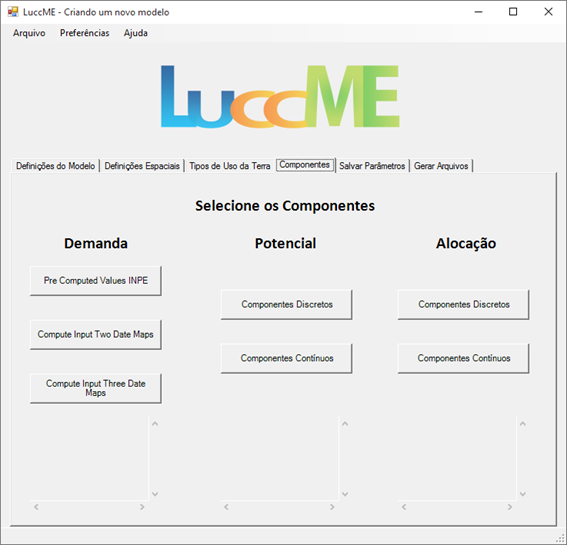 LuccME - Criando um novo modelo
Arquivo Preferências Ajuda
LuccME
Definições do Modelo Definições Espaciais Tipos de Uso da Terra Componentes Salvar Parâmetros Gerar Arquivos
Selecione os Componentes
Demanda Potencial Alocação
Pre Computed Values INPE
Componentes Discretos Componentes Discretos
Compute Input Two Date Maps
Componentes Contínuos Componentes Contínuos
Compute Input Three Date
Maps